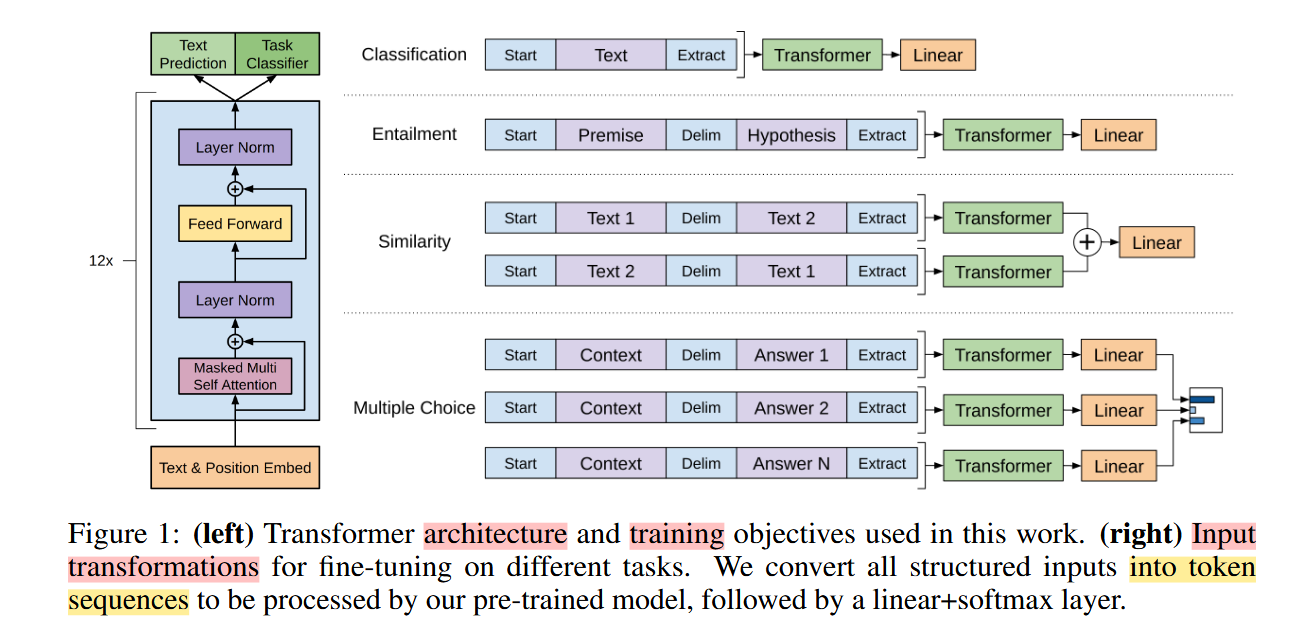 Text
Prediction
Task
Classifier
12x
Layer Norm
+
Feed Forward
Layer Norm
+
Masked Multi
Self Attention
Text & Position Embed
Classification
Start Text Extract Transformer Linear
Entailment
Start Premise Delim Hypothesis Extract Transformer Linear
Similarity
Start Text 1 Delim Text 2 Extract Transformer
+ Linear
Start Text 2 Delim Text 1 Extract Transformer
Multiple Choice
Start Context Delim Answer 1 Extract Transformer Linear
Start Context Delim Answer 2 Extract Transformer Linear
Start Context Delim Answer N Extract Transformer Linear
Figure 1: (left) Transformer architecture and training objectives used in this work. (right) Input
transformations for fine-tuning on different tasks. We convert all structured inputs into token
sequences to be processed by our pre-trained model, followed by a linear+softmax layer.